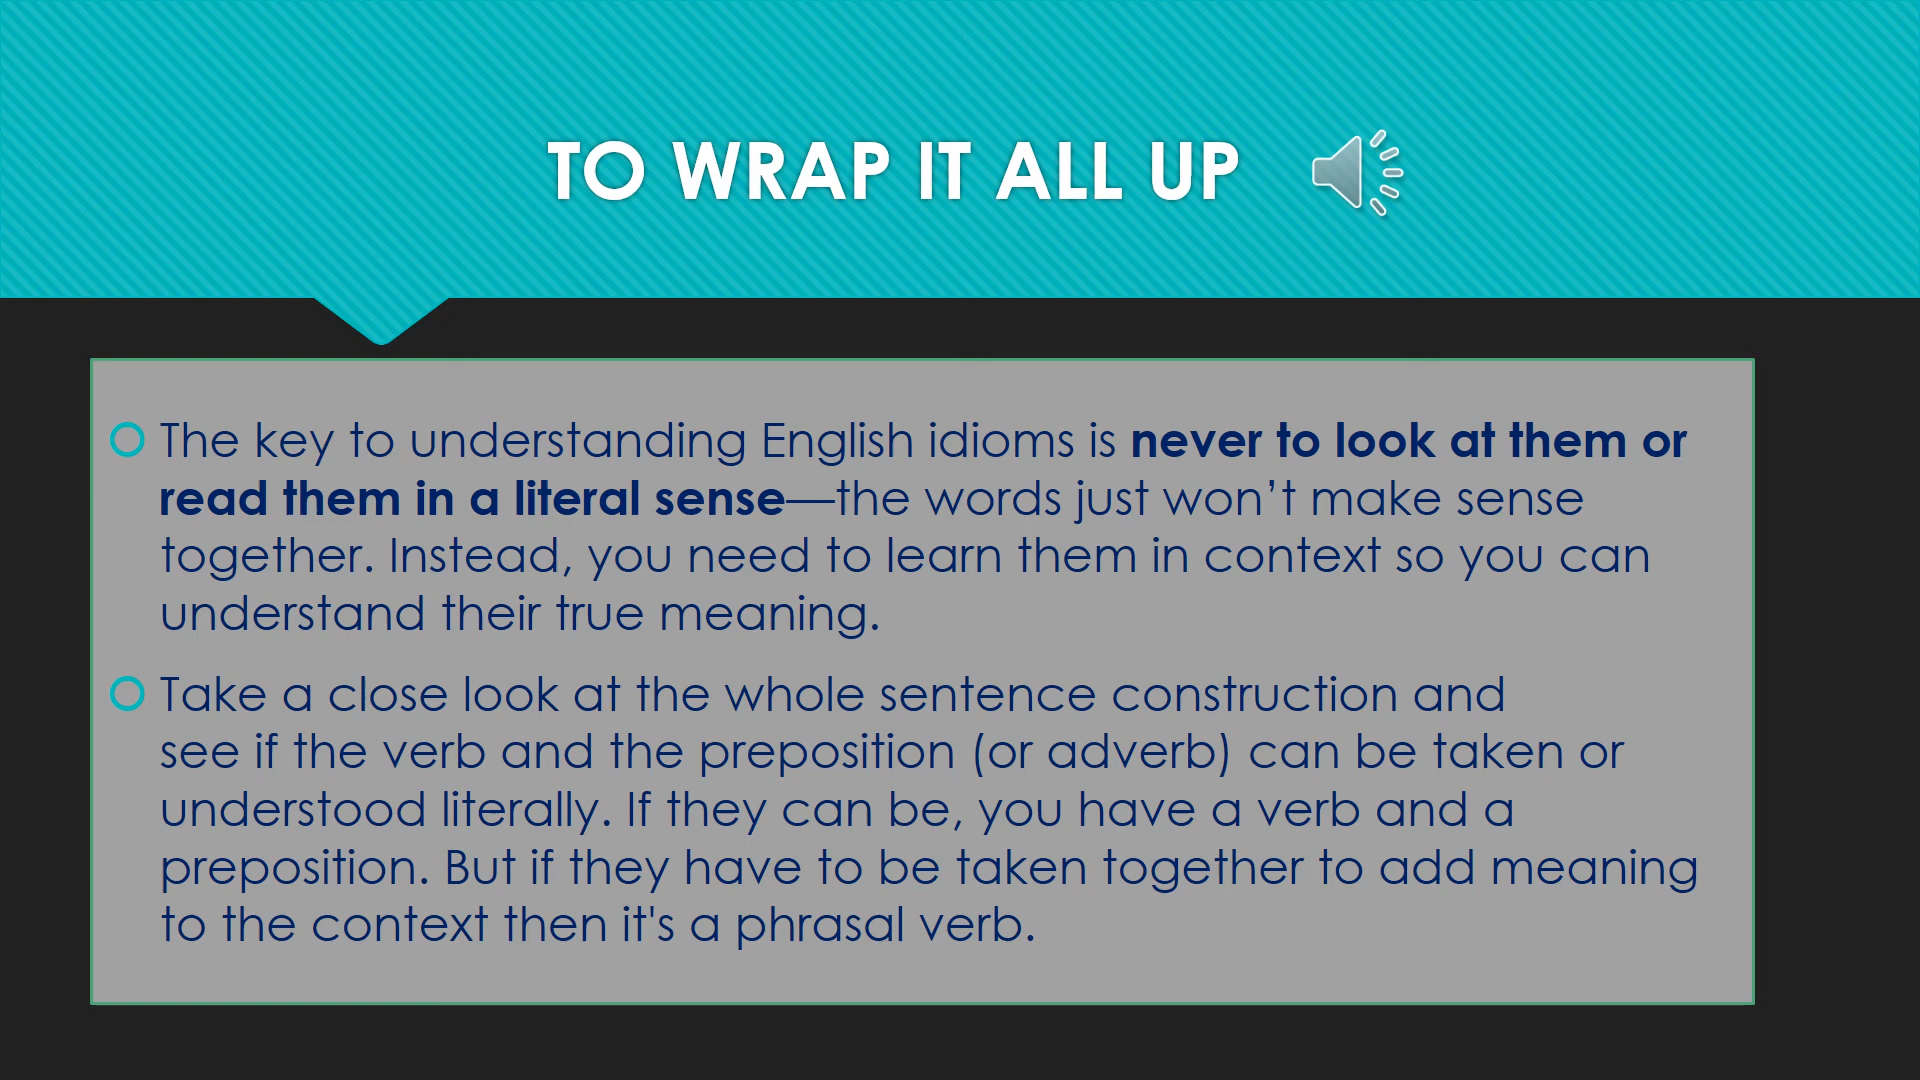 TO WRAP IT ALL UP
The key to understanding English idioms is never to look at them or
read them in a literal sense—the words just won’t make sense
together. Instead, you need to learn them in context so you can
understand their true meaning.
Take a close look at the whole sentence construction and
see if the verb and the preposition (or adverb) can be taken or
understood literally. If they can be, you have a verb and a
preposition. But if they have to be taken together to add meaning
to the context then it's a phrasal verb.